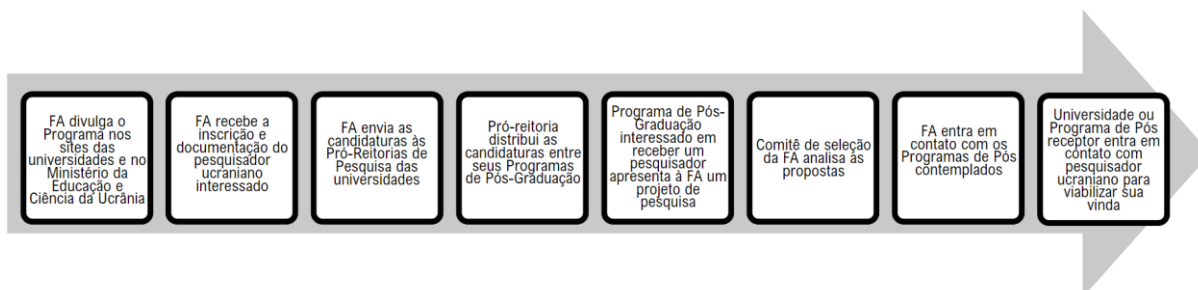 FA divulga o
Programa nos
sites das
universidades e no
Ministério da
Educação e
Ciência da Ucrânia
FA recebe a
inscrição e
documentação do
pesquisador
ucraniano
interessado
FA envia as
candidaturas às
Pró-Reitorias de
Pesquisa das
universidades
Pró-reitoria
distribui as
candidaturas entre
seus Programas
de Pós-Graduação
Programa de Pós-
Graduação
interessado em
receber um
pesquisador
apresenta à FA um
projeto de
pesquisa
Comitê de seleção
da FA analisa as
propostas
FA entra em
contato com os
Programas de Pós
contemplados
Universidade ou
Programa de Pós
receptor entra em
contato com
pesquisador
ucraniano para
viabilizar sua
vinda